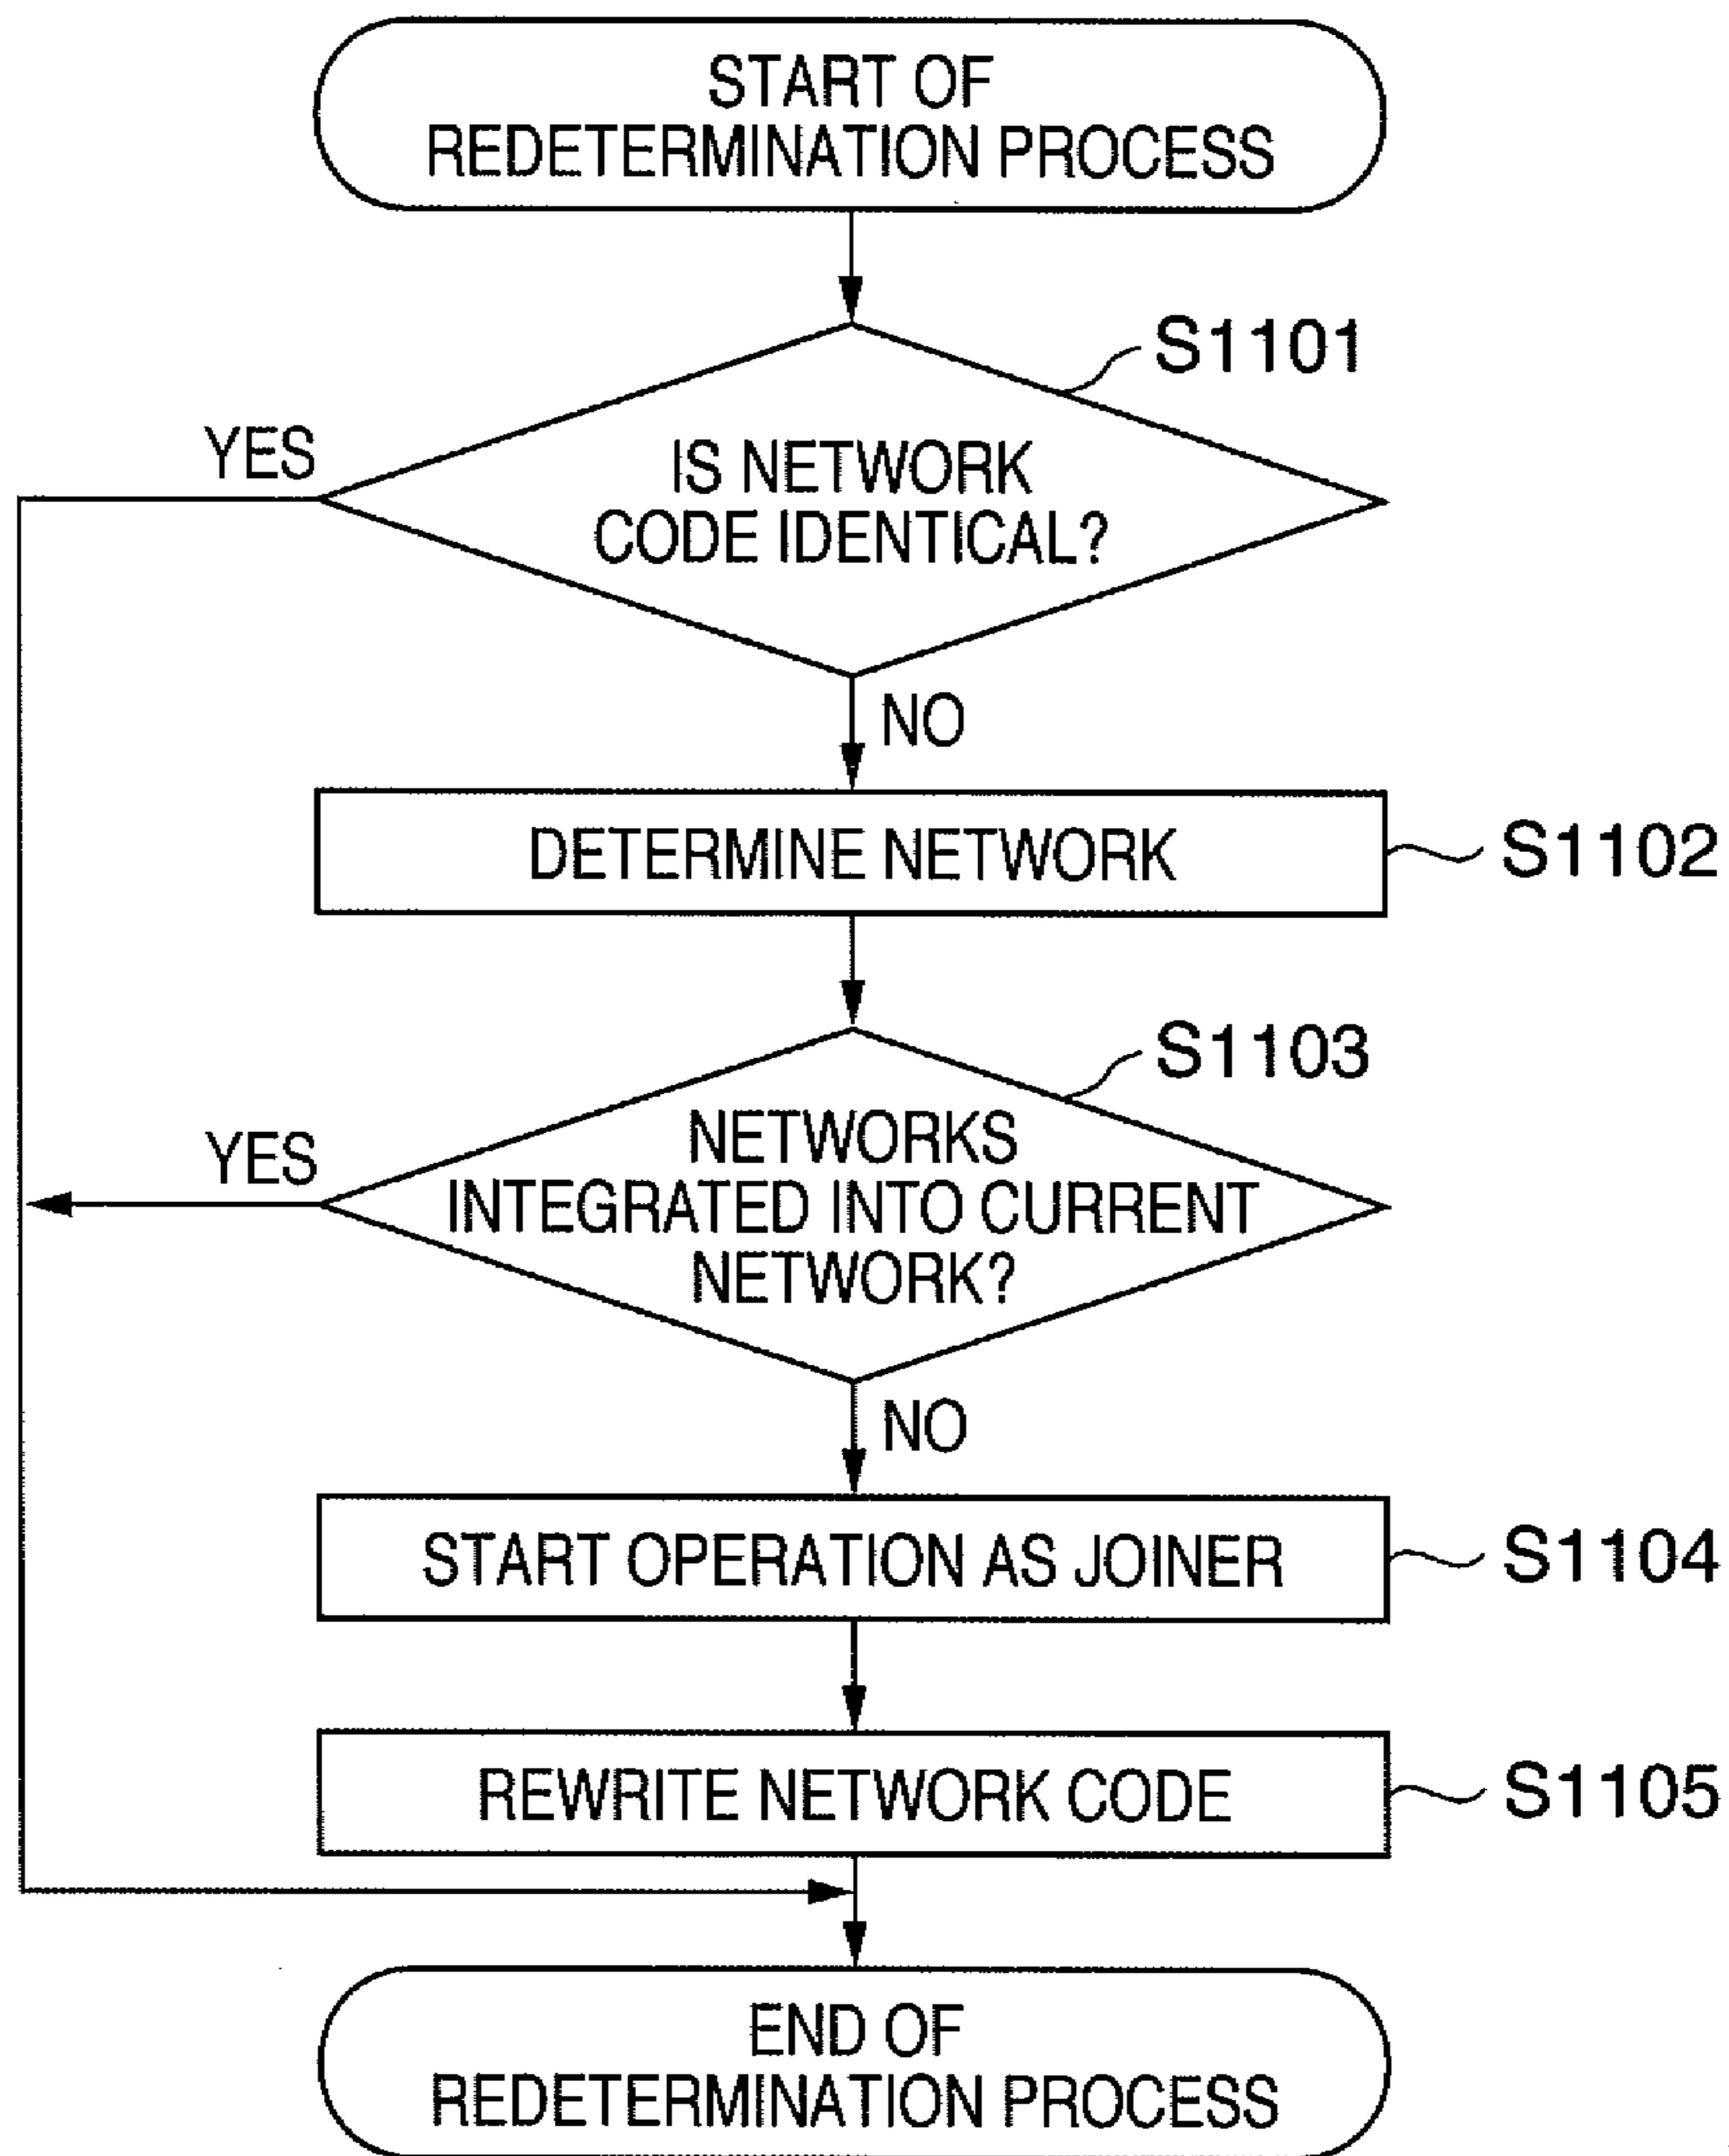 START OF
REDETERMINATION PROCESS
S1101
YES
IS NETWORK
CODE IDENTICAL?
NO
DETERMINE NETWORK
S1102
S1103
YES
NETWORKS
INTEGRATED INTO CURRENT
NETWORK?
NO
START OPERATION AS JOINER
S1104
REWRITE NETWORK CODE
S1105
END OF
REDETERMINATION PROCESS